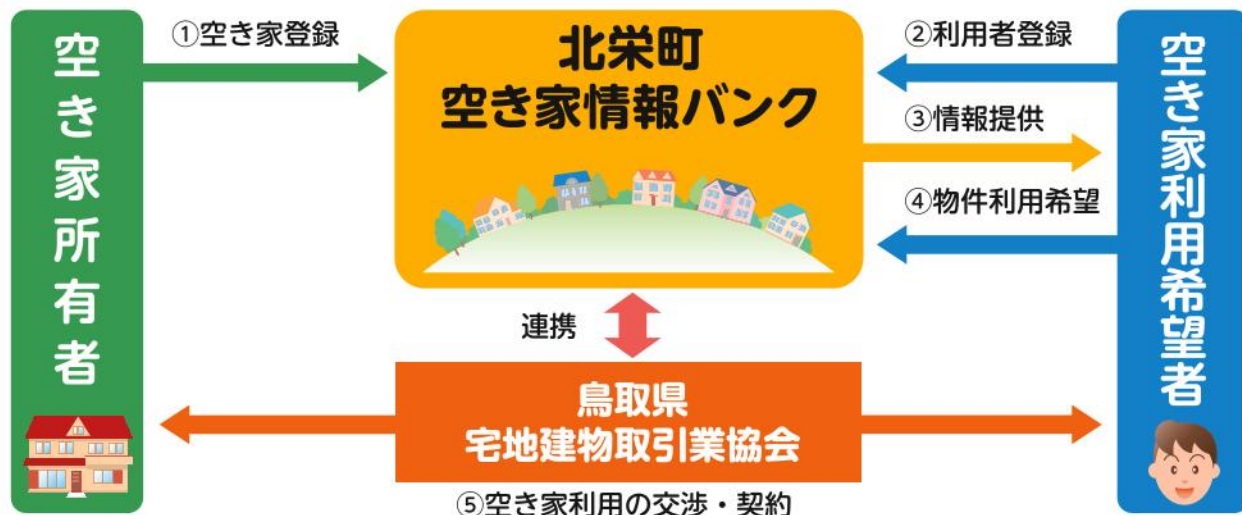 空き家所有者
①空き家登録
北栄町
空き家情報バンク
②利用者登録
③情報提供
④物件利用希望
空き家利用希望者
連携
鳥取県
宅地建物取引業協会
⑤空き家利用の交渉・契約